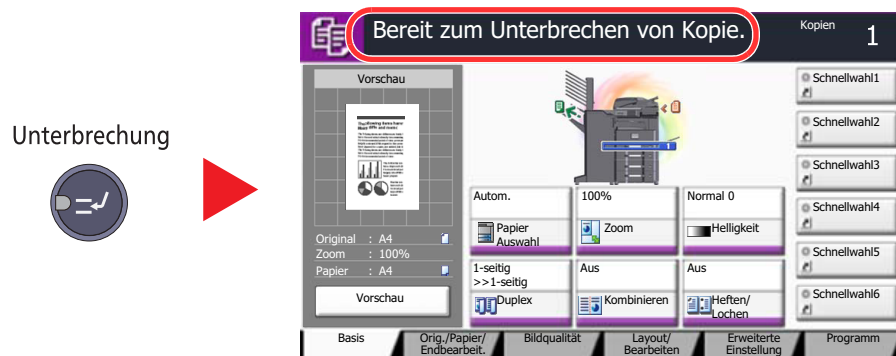 Unterbrechung
Bereit zum Unterbrechen von Kopie.
Kopien
1
Vorschau
Original : A4
Zoom : 100%
Papier : A4
Vorschau
1
Autom.
Papier
Auswahl
100%
Zoom
Normal 0
Helligkeit
1-seitig
>>1-seitig
Duplex
Aus
Kombinieren
Aus
Heften/
Lochen
Schnellwahl1
Schnellwahl2
Schnellwahl3
Schnellwahl4
Schnellwahl5
Schnellwahl6
Basis
Orig./Papier/
Endbearbeit.
Bildqualität
Layout/
Bearbeiten
Erweiterte
Einstellung
Programm